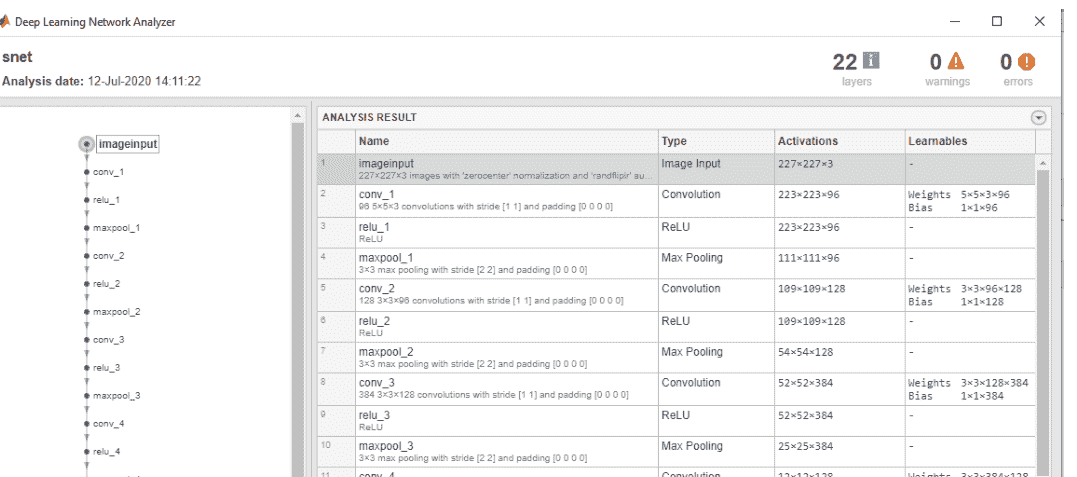 Deep Learning Network Analyzer
snet
Analysis date: 12-Jul-2020 14:11:22
22 i
layers
0
warnings
0
errors
imageinput
conv_1
relu_1
maxpool_1
conv_2
relu_2
maxpool_2
conv_3
relu_3
maxpool_3
conv_4
relu_4
ANALYSIS RESULT
Name Type Activations Learnables
1 imageinput Image Input 227×227×3 -
227×227×3 images with 'zerocenter' normalization and 'randfliplr' au...
2 conv_1 Convolution 223×223×96 Weights 5×5×3×96
96 5×5×3 convolutions with stride [1 1] and padding [0 0 0 0] Bias 1×1×96
3 relu_1 ReLU 223×223×96 -
ReLU
4 maxpool_1 Max Pooling 111×111×96 -
3×3 max pooling with stride [2 2] and padding [0 0 0 0]
5 conv_2 Convolution 109×109×128 Weights 3×3×96×128
128 3×3×96 convolutions with stride [1 1] and padding [0 0 0 0] Bias 1×1×128
6 relu_2 ReLU 109×109×128 -
ReLU
7 maxpool_2 Max Pooling 54×54×128 -
3×3 max pooling with stride [2 2] and padding [0 0 0 0]
8 conv_3 Convolution 52×52×384 Weights 3×3×128×384
384 3×3×128 convolutions with stride [1 1] and padding [0 0 0 0] Bias 1×1×384
9 relu_3 ReLU 52×52×384 -
ReLU
10 maxpool_3 Max Pooling 25×25×384 -
3×3 max pooling with stride [2 2] and padding [0 0 0 0]
11 conv_4 Convolution Weights 3×3×384×128